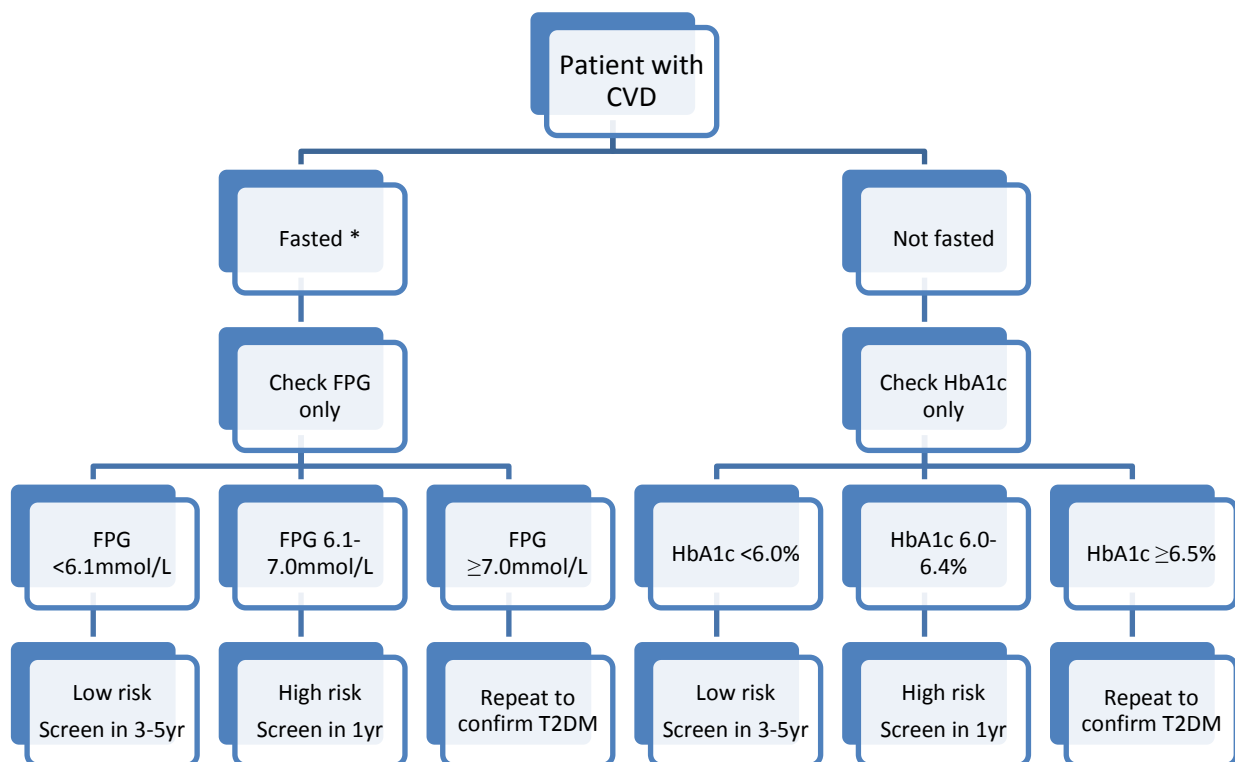 Patient with
CVD
Fasted *
Not fasted
Check FPG
only
Check HbA1c
only
FPG
<6.1mmol/L
FPG 6.1-
7.0mmol/L
FPG
≥7.0mmol/L
HbA1c <6.0%
HbA1c 6.0-
6.4%
HbA1c ≥6.5%
Low risk
Screen in 3-5yr
High risk
Screen in 1yr
Repeat to
confirm T2DM
Low risk
Screen in 3-5yr
High risk
Screen in 1yr
Repeat to
confirm T2DM